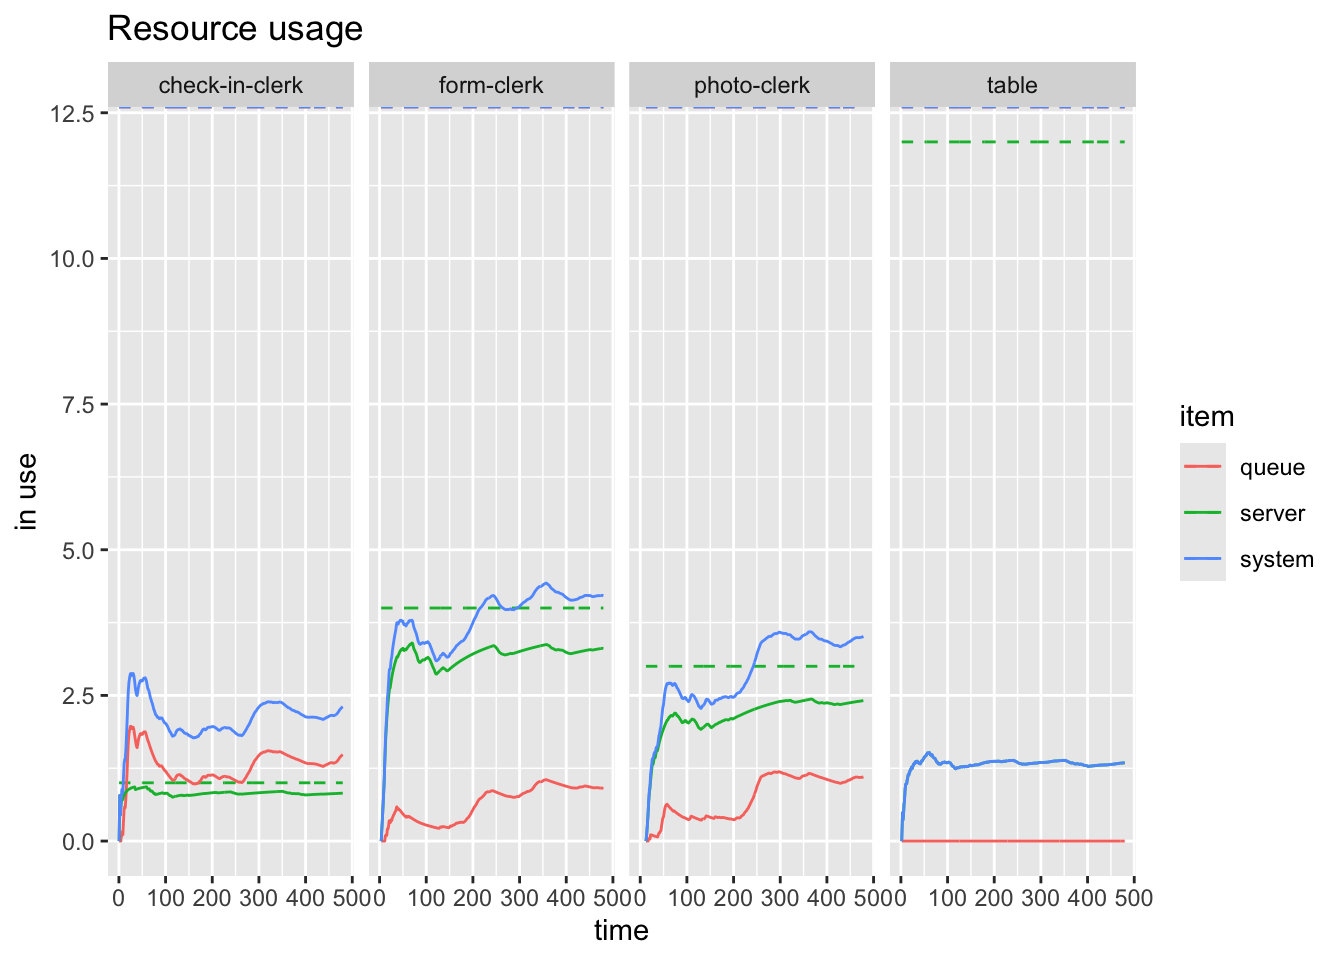 Resource usage
check-in-clerk form-clerk photo-clerk table
12.5
10.0
7.5
5.0
2.5
0.0
in use
0 100 200 300 400 500 0 100 200 300 400 500 0 100 200 300 400 500 0 100 200 300 400 500
time
item
queue
server
system